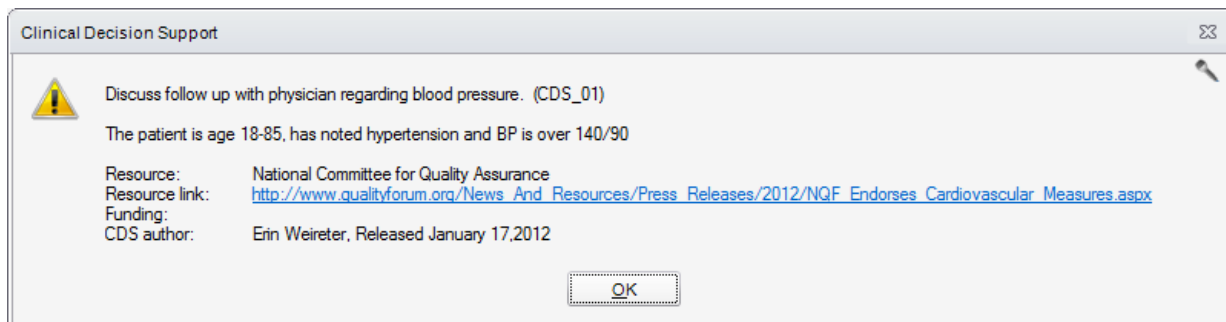 Clinical Decision Support
Discuss follow up with physician regarding blood pressure. (CDS_01)
The patient is age 18-85, has noted hypertension and BP is over 140/90
Resource: National Committee for Quality Assurance
Resource link: http://www.qualityforum.org/News_And_Resources/Press_Releases/2012/NQF_Endorses_Cardiovascular_Measures.aspx
Funding:
CDS author: Erin Weireter, Released January 17,2012
OK